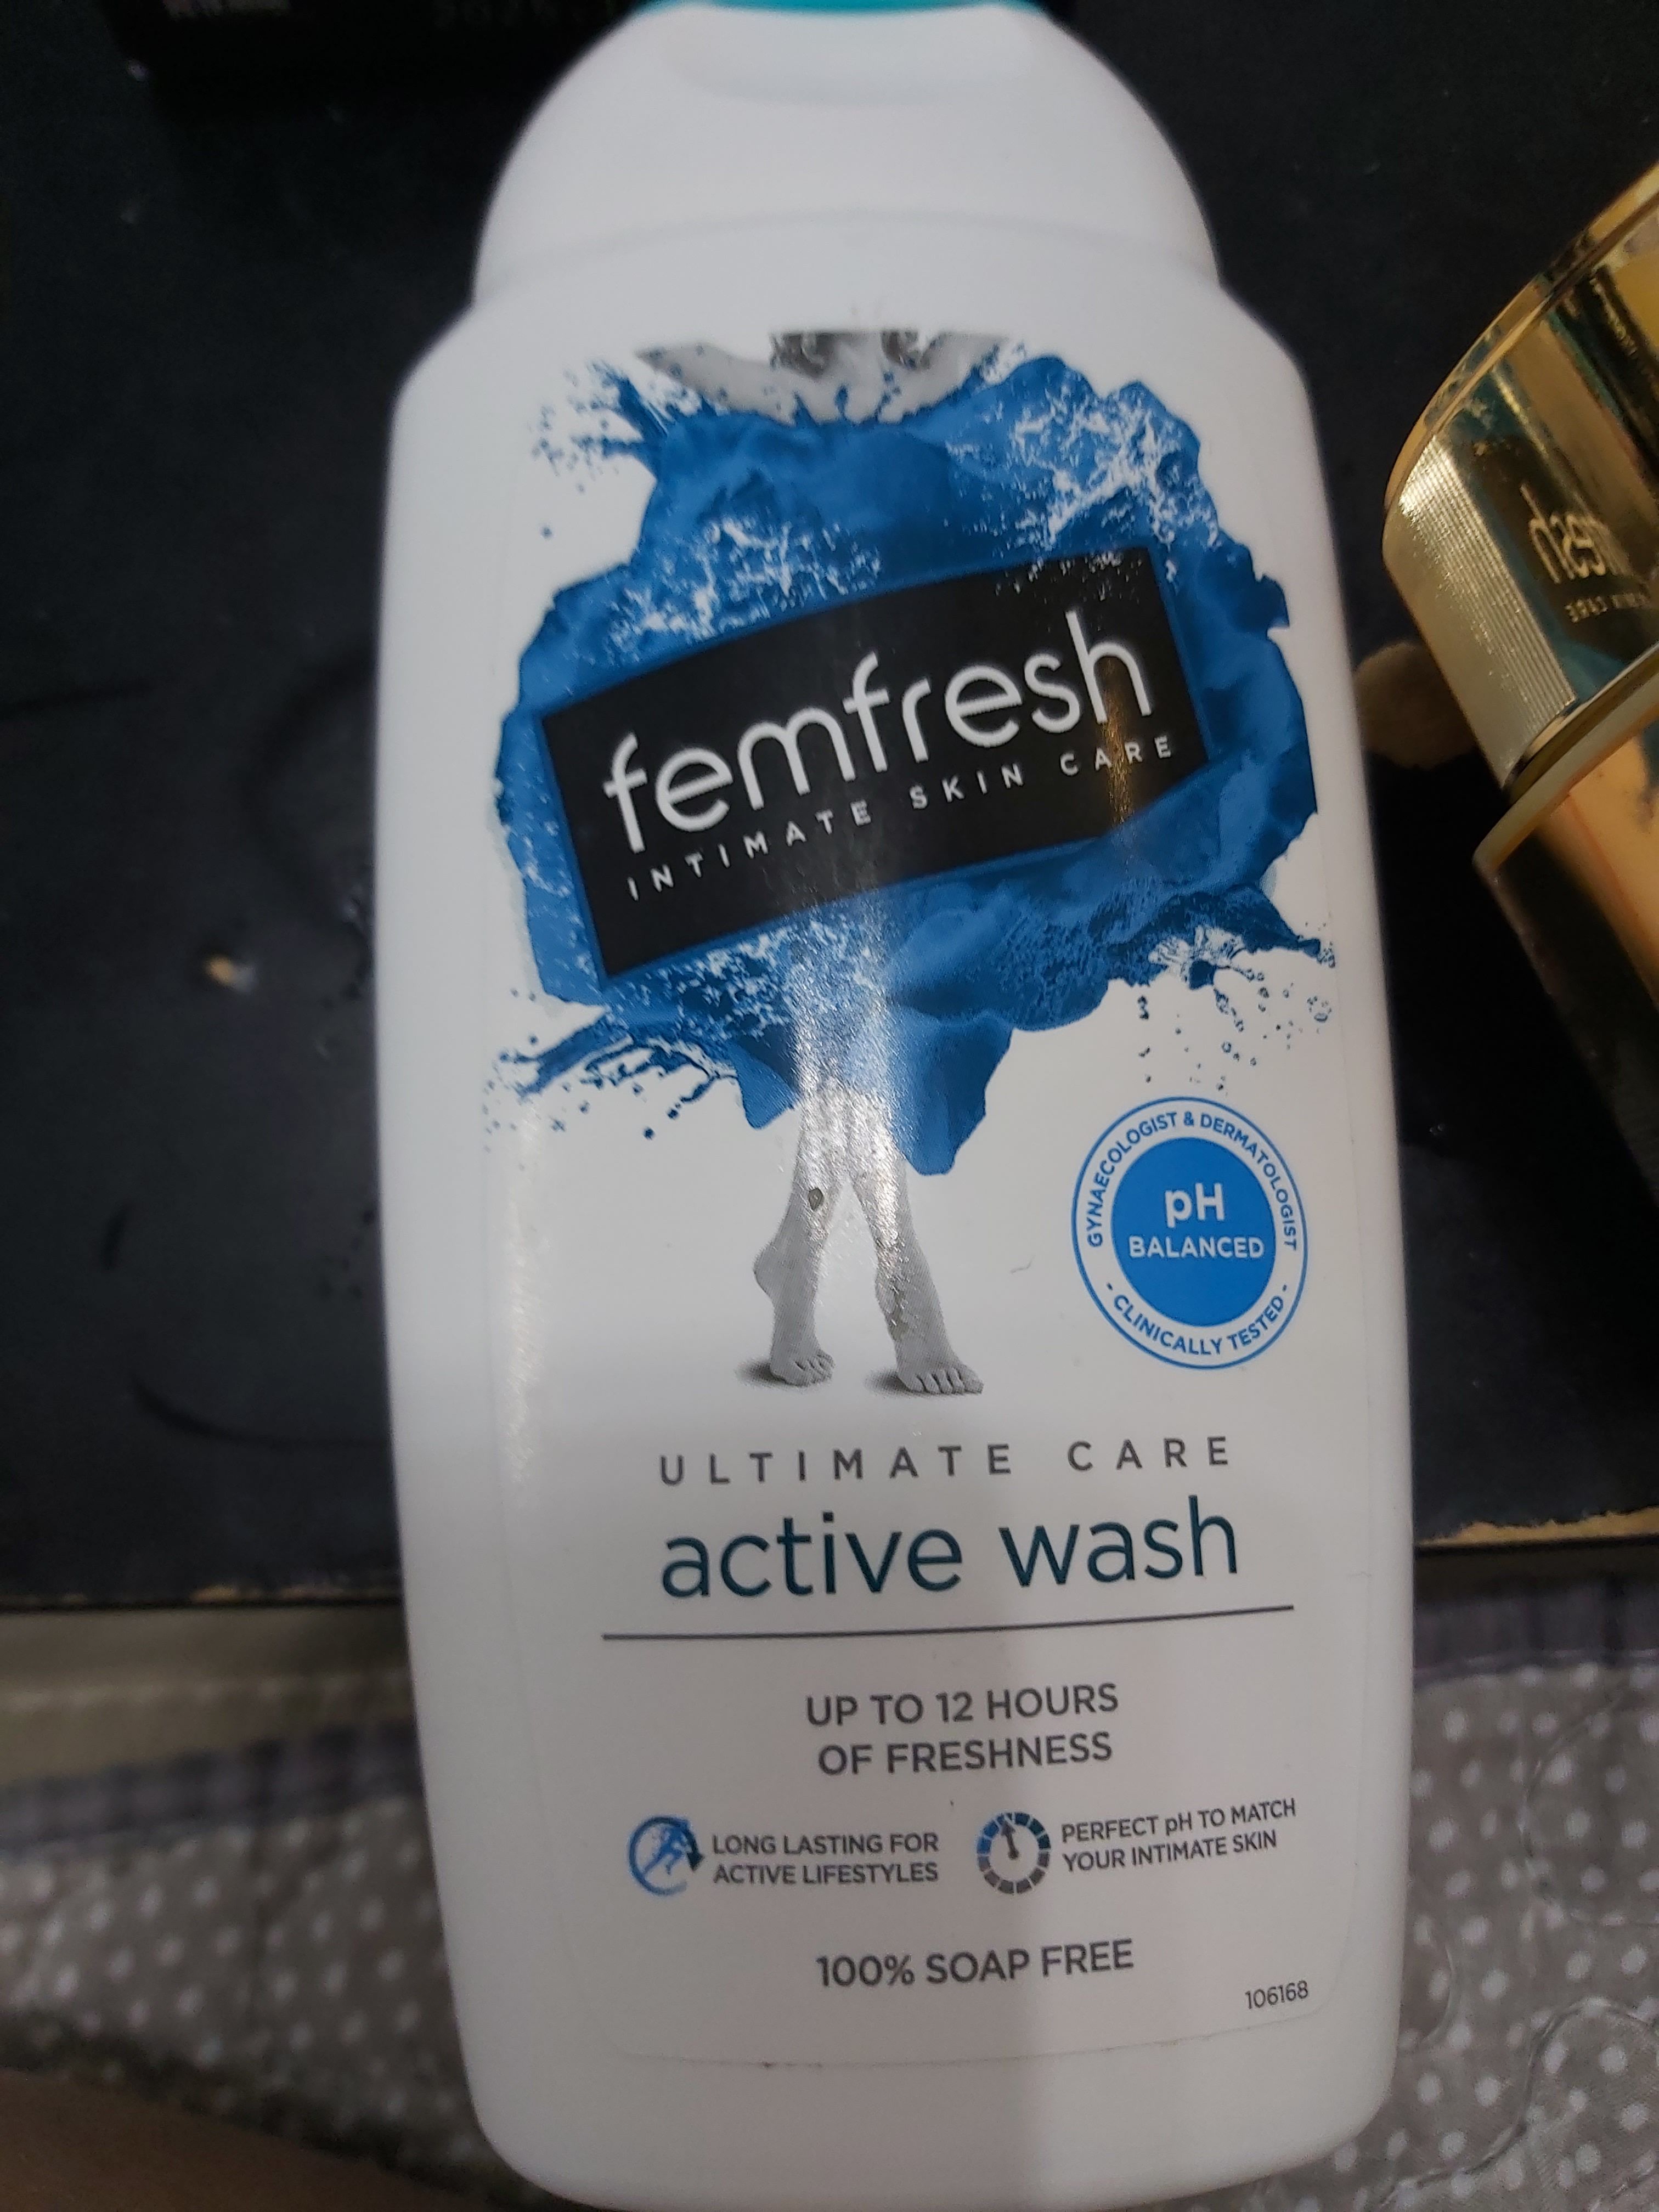 femfresh
INTIMATE SKIN CARE
GYNAECOLOGIST & DERMATOLOGIST
pH
BALANCED
- CLINICALLY TESTED -
ULTIMATE CARE
active wash
UP TO 12 HOURS
OF FRESHNESS
LONG LASTING FOR
ACTIVE LIFESTYLES
PERFECT pH TO MATCH
YOUR INTIMATE SKIN
100% SOAP FREE
106168